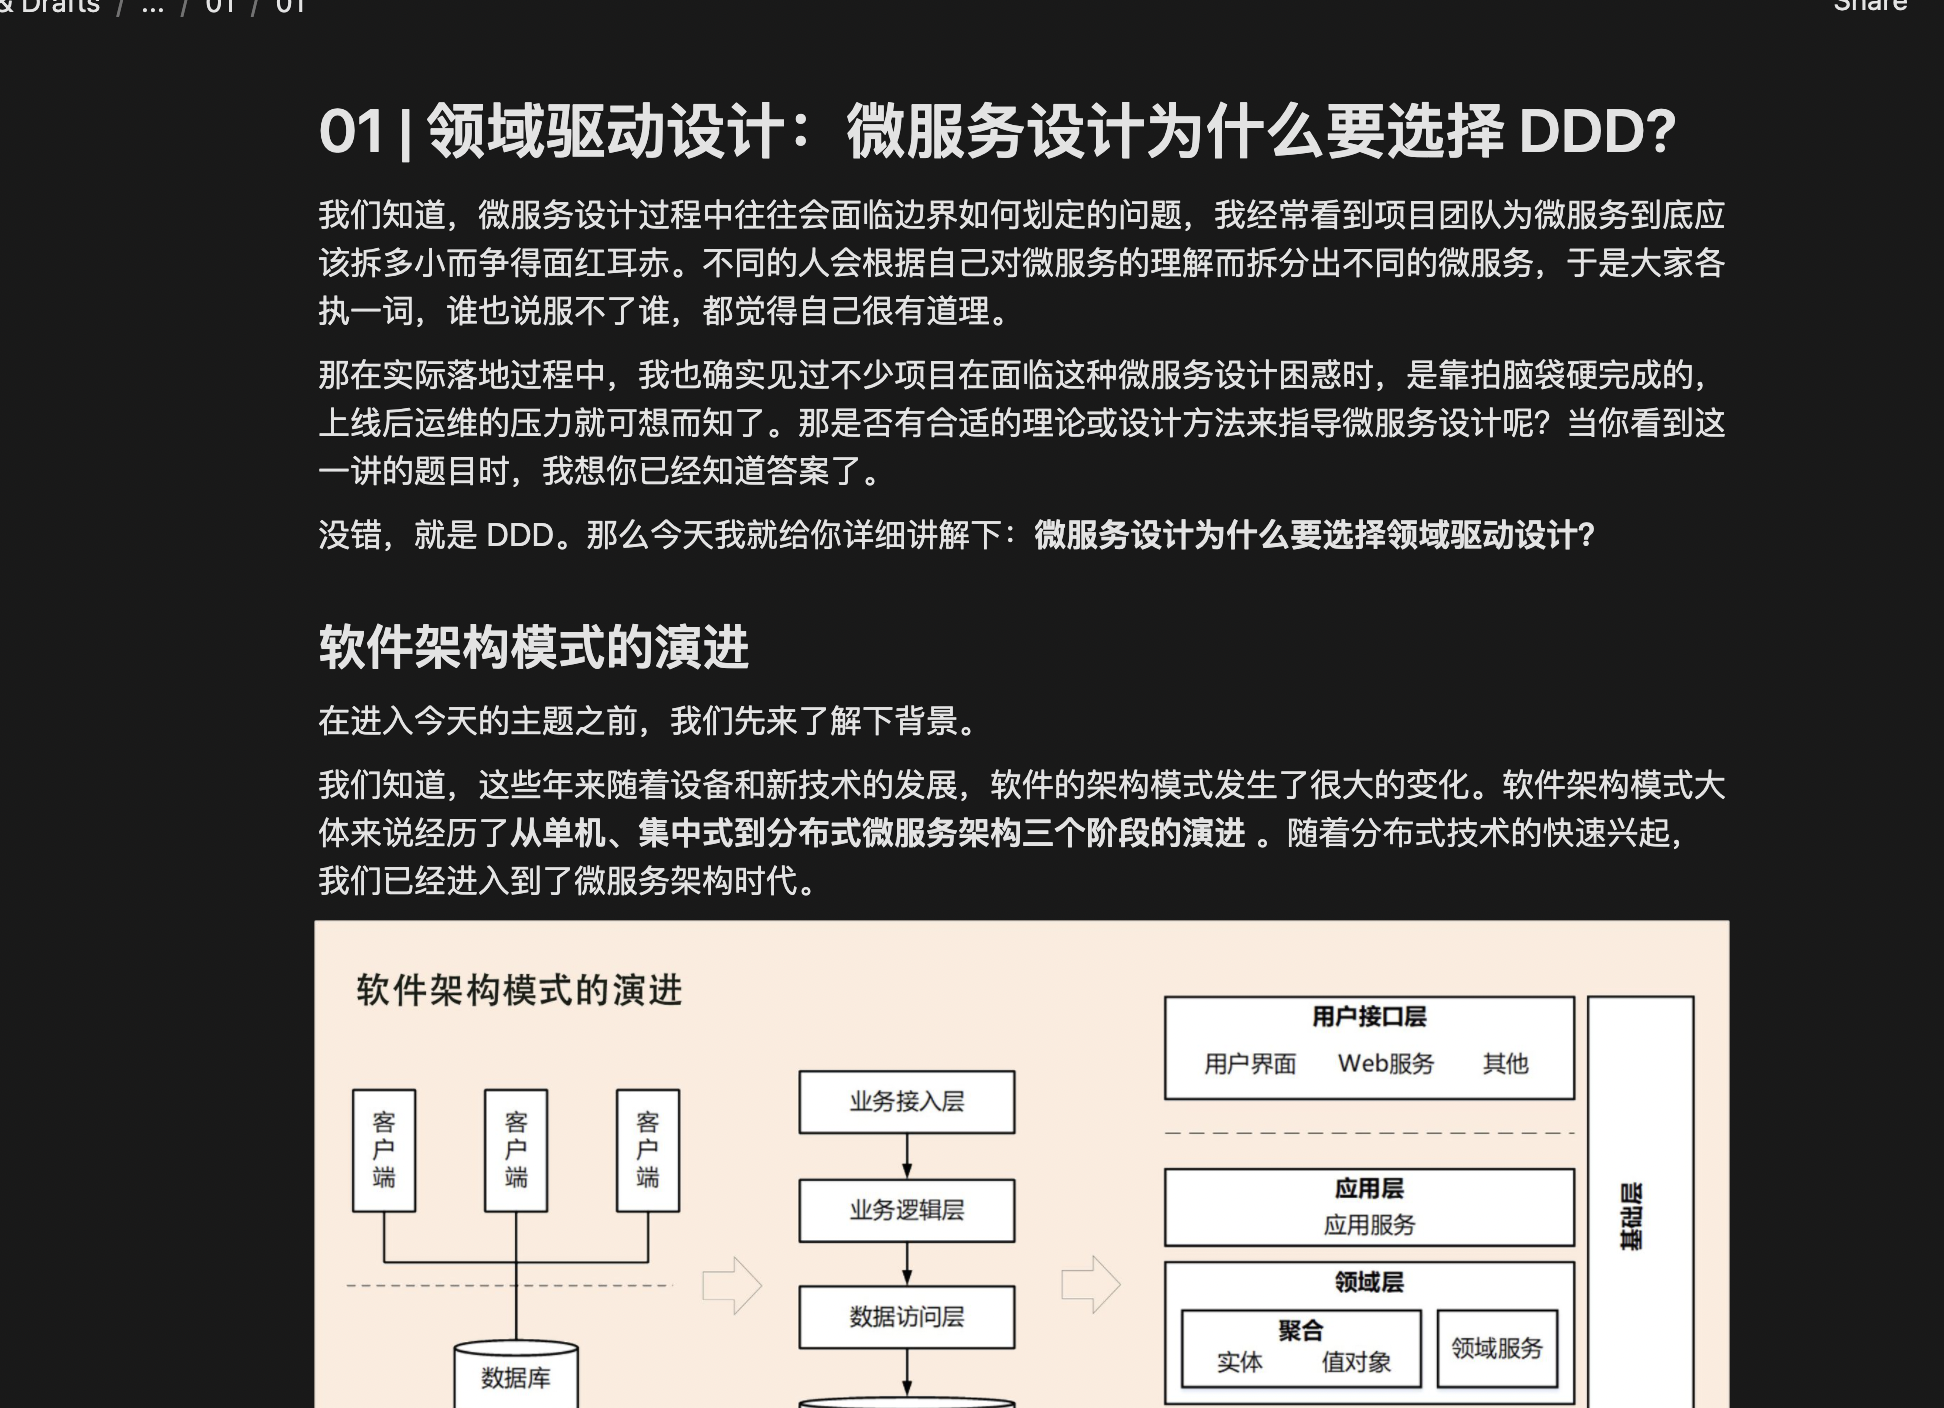 & Drafts / ... / 01 / 01
Share
01 | 领域驱动设计：微服务设计为什么要选择 DDD?
我们知道，微服务设计过程中往往会面临边界如何划定的问题，我经常看到项目团队为微服务到底应
该拆多小而争得面红耳赤。不同的人会根据自己对微服务的理解而拆分出不同的微服务，于是大家各
执一词，谁也说服不了谁，都觉得自己很有道理。
那在实际落地过程中，我也确实见过不少项目在面临这种微服务设计困惑时，是靠拍脑袋硬完成的，
上线后运维的压力就可想而知了。那是否有合适的理论或设计方法来指导微服务设计呢？当你看到这
一讲的题目时，我想你已经知道答案了。
没错，就是 DDD。那么今天我就给你详细讲解下：微服务设计为什么要选择领域驱动设计?
软件架构模式的演进
在进入今天的主题之前，我们先来了解下背景。
我们知道，这些年来随着设备和新技术的发展，软件的架构模式发生了很大的变化。软件架构模式大
体来说经历了从单机、集中式到分布式微服务架构三个阶段的演进 。随着分布式技术的快速兴起，
我们已经进入到了微服务架构时代。
软件架构模式的演进
客户端
客户端
客户端
数据库
业务接入层
业务逻辑层
数据访问层
用户接口层
用户界面 Web服务 其他
应用层
应用服务
领域层
聚合
实体 值对象
领域服务
基础层